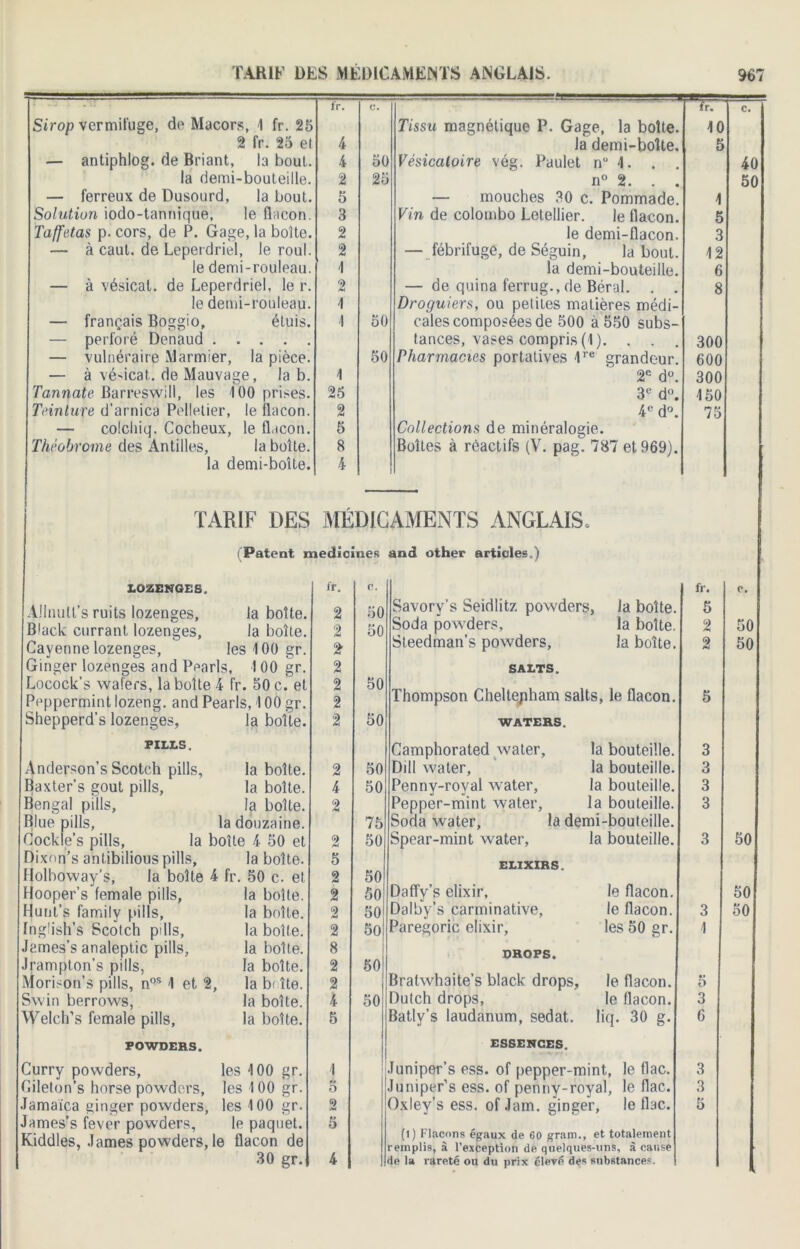 TARIF DES MÉDICAMENTS ANGLAIS. 967
fr. c.
Sirop vermifuge, de Macors, 1 fr. 25
2 fr. 25 et 4
— antiphlog. de Briant, la bout. 4 50
la demi-bouteille. 2 25
— ferreux de Dusourd, la bout. 5
Solution iodo-tannique, le flacon. 3
Taffetas p. cors, de P. Gage, la boîte. 2
— à caut. de Leperdriel, le roul. 2
le demi-rouleau. 1
— à vésicat. de Leperdriel, le r. 2
le demi-rouleau. 1
— français Boggio, étuis. 1 50
— perforé Denaud . . . . .
— vulnéraire Marmier, la pièce. 50
— à vésicat. de Mauvage, la b. 1
Tannate Barreswill, les 100 prises. 25
Teinture d'arnica Pelletier, le flacon. 2
— colchiq. Cocheux, le flacon. 5
Théobrome des Antilles, la boîte. 8
la demi-boîte. 4
fr. c.
Tissu magnétique P. Gage, la boîte. 10
la demi-boîte. 5
Vésicatoire vég. Paulet n° 1. . . 40
n° 2. . . 50
— mouches 30 c. Pommade. 1
Vin de colombo Letellier. le flacon. 5
le demi-flacon. 3
— fébrifuge, de Séguin, la bout. 12
la demi-bouteille. 6
— de quina ferrug., de Béral. . . 8
Droguiers, ou petites matières médi-
cales composées de 500 à 550 subs-
tances, vases compris (1). . . . 300
Pharmacies portatives 1re grandeur. 600
2e d°. 300
3e d°. 150
4e d°. 75
Collections de minéralogie.
Boîtes à réactifs (V. pag. 787 et 969).
TARIF DES MÉDICAMENTS ANGLAIS.
(Patent medicines and other articles.)
LOZENGES. fr. c.
Allnutt's fruits lozenges, la boîte. 2 50
Black currant lozenges, la boîte. 2 50
Cayenne lozenges, les 100 gr. 2
Ginger lozenges and Pearls, 100 gr. 2
Locock's wafers, la boîte 4 fr. 50 c. et 2 50
Peppermint lozeng. and Pearls, 100 gr. 2
Shepperd's lozenges, la boîte. 2 50
PILLS.
Anderson's Scotch pills, la boîte. 2 50
Baxter's gout pills, la boîte. 4 50
Bengal pills, la boîte. 2
Blue pills, la douzaine. 75
Cockle's pills, la boîte 4 50 et 2 50
Dixon's antibilious pills, la boîte. 5
Holboway's, la boîte 4 fr. 50 c. et 2 50
Hooper's female pills, la boîte. 2 50
Hunt's family pills, la boîte. 2 50
Inglish's Scotch pills, la boîte. 2 50
James's analeptic pills, la boîte. 8
Jrampton's pills, la boîte. 2 50
Morison's pills, nos 1 et 2, la boîte. 2
Swin berrows, la boîte. 4 50
Welch's female pills, la boîte. 5
POWDERS.
Curry powders, les 100 gr. 1
Gileton's horse powders, les 100 gr. 5
Jamaïca ginger powders, les 100 gr. 2
James's fever powders, le paquet. 5
Kiddles, James powders, le flacon de
30 gr. 4
fr. c.
Savory's Seidlitz powders, la boîte. 5
Soda powders, la boîte. 2 50
Steedman's powders, la boîte. 2 50
SALTS.
Thompson Cheltepham salts, le flacon. 5
WATERS.
Camphorated water, la bouteille. 3
Dill water, la bouteille. 3
Penny-royal water, la bouteille. 3
Pepper-mint water, la bouteille. 3
Soda water, la demi-bouteille.
Spear-mint water, la bouteille. 3 50
ELIXIRS.
Daffy's elixir, le flacon. 50
Dalby's carminative, le flacon. 3 50
Paregoric elixir, les 50 gr. 1
DROPS.
Bratwhaite's black drops, le flacon. 5
Dutch drops, le flacon. 3
Batly's laudanum, sedat. liq. 30 g. 6
ESSENCES.
Juniper's ess. of pepper-mint, le flac. 3
Juniper's ess. of penny-royal, le flac. 3
Oxley's ess. of Jam. ginger, le flac. 5
(1) Flacons égaux de 60 gram., et totalement
remplis, à l'exception de quelques-uns, à cause
de la rareté ou du prix élevé des substances.